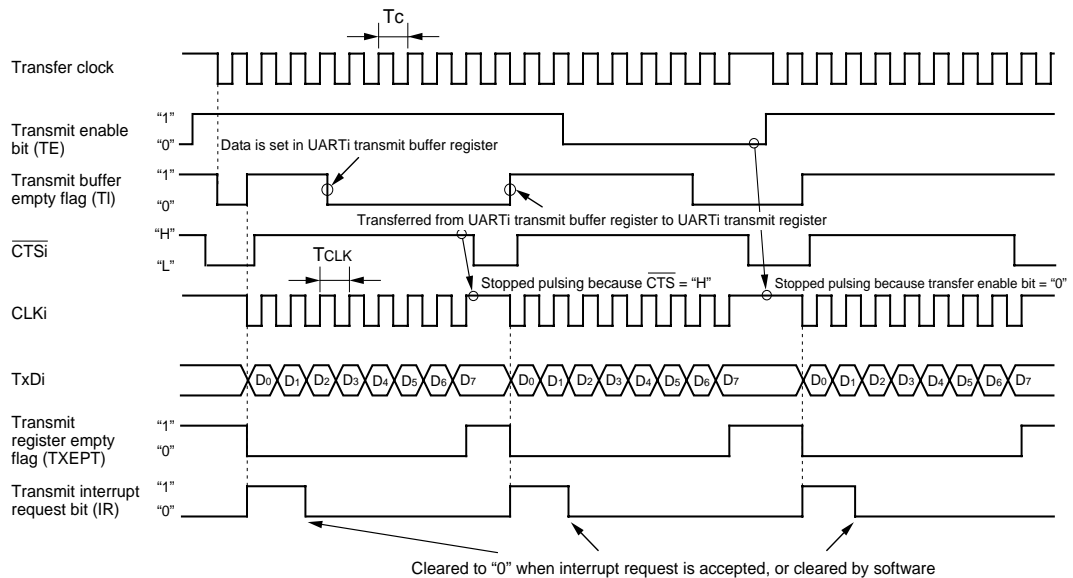 Tc
Transfer clock
Transmit enable
bit (TE)
“1”
“0”
Data is set in UARTi transmit buffer register
Transmit buffer
empty flag (TI)
“1”
“0”
Transferred from UARTi transmit buffer register to UARTi transmit register
CTSi
“H”
“L”
TCLK
Stopped pulsing because CTS = “H”
Stopped pulsing because transfer enable bit = “0”
CLKi
TxDi
D0 D1 D2 D3 D4 D5 D6 D7 D0 D1 D2 D3 D4 D5 D6 D7 D0 D1 D2 D3 D4 D5 D6 D7
Transmit
register empty
flag (TXEPT)
“1”
“0”
Transmit interrupt
request bit (IR)
“1”
“0”
Cleared to “0” when interrupt request is accepted, or cleared by software